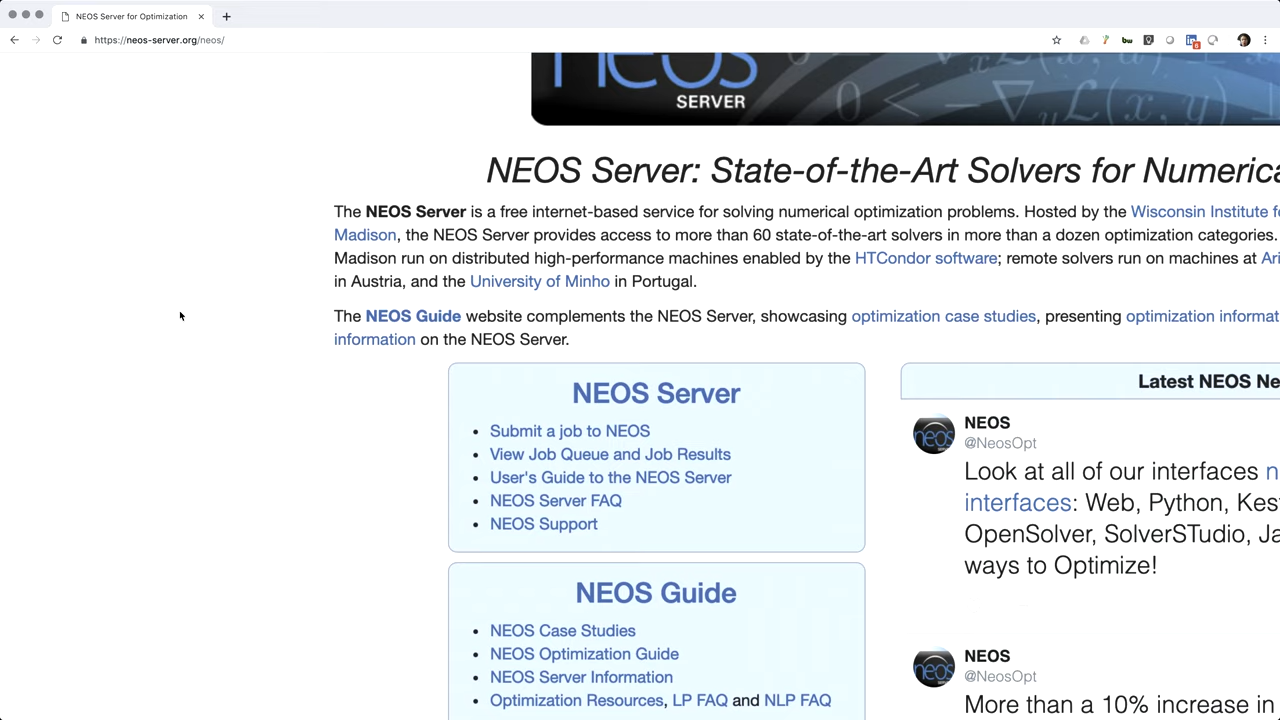 NEOS Server for Optimization
https://neos-server.org/neos/
6
neos
SERVER
0 < -∇yL(x, y) ⊥
NEOS Server: State-of-the-Art Solvers for Numerica
The NEOS Server is a free internet-based service for solving numerical optimization problems. Hosted by the Wisconsin Institute fo
Madison, the NEOS Server provides access to more than 60 state-of-the-art solvers in more than a dozen optimization categories.
Madison run on distributed high-performance machines enabled by the HTCondor software; remote solvers run on machines at Ari
in Austria, and the University of Minho in Portugal.
The NEOS Guide website complements the NEOS Server, showcasing optimization case studies, presenting optimization informat
information on the NEOS Server.
NEOS Server
• Submit a job to NEOS
• View Job Queue and Job Results
• User's Guide to the NEOS Server
• NEOS Server FAQ
• NEOS Support
NEOS Guide
• NEOS Case Studies
• NEOS Optimization Guide
• NEOS Server Information
• Optimization Resources, LP FAQ and NLP FAQ
Latest NEOS Ne
NEOS
@NeosOpt
Look at all of our interfaces n
interfaces: Web, Python, Kes
OpenSolver, SolverSTudio, Ja
ways to Optimize!
NEOS
@NeosOpt
More than a 10% increase in